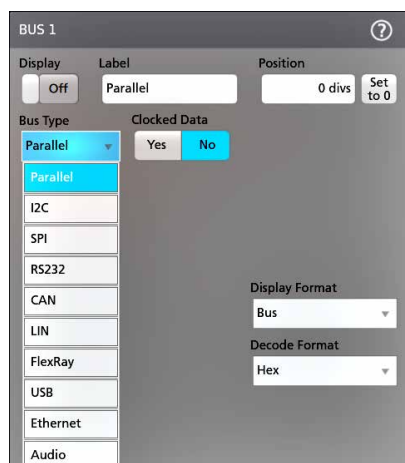 BUS 1
?
Display Label Position
Off Parallel 0 divs Set to 0
Bus Type Clocked Data
Parallel Yes No
Parallel
I2C
SPI
RS232
CAN
LIN
FlexRay
USB
Ethernet
Audio
Display Format
Bus
Decode Format
Hex